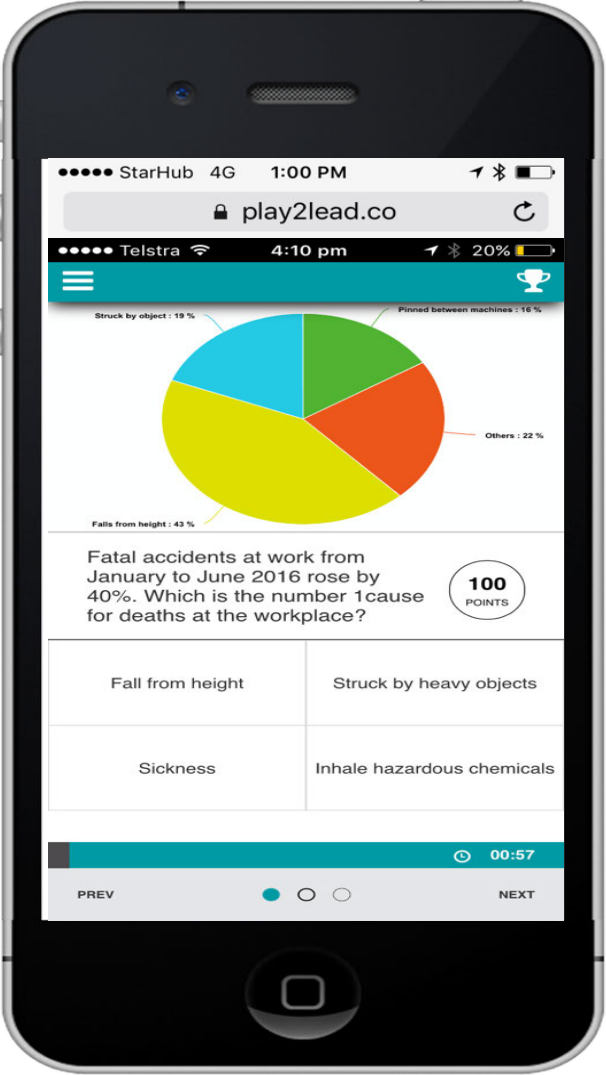 StarHub 4G 1:00 PM
play2lead.co
Telstra 4:10 pm 20%
Struck by object : 19 %
Pinned between machines : 16 %
Others : 22 %
Falls from height : 43 %
Fatal accidents at work from
January to June 2016 rose by
40%. Which is the number 1cause
for deaths at the workplace?
100
POINTS
Fall from height
Struck by heavy objects
Sickness
Inhale hazardous chemicals
00:57
PREV
NEXT